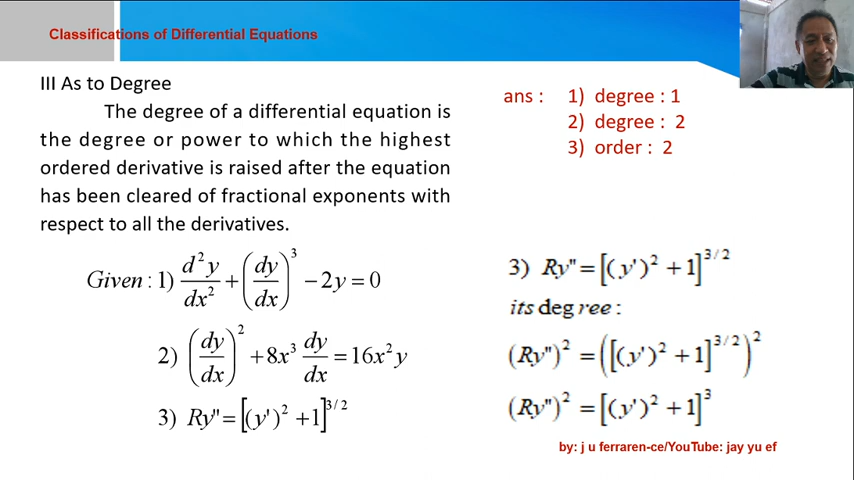 Classifications of Differential Equations
III As to Degree
The degree of a differential equation is
the degree or power to which the highest
ordered derivative is raised after the equation
has been cleared of fractional exponents with
respect to all the derivatives.
Given : 1) d²y/dx² + (dy/dx)³ − 2y = 0
2) (dy/dx)² + 8x³ dy/dx = 16x²y
3) Ry" = [(y')² + 1]^3/2
ans : 1) degree : 1
2) degree : 2
3) order : 2
3) Ry" = [(y')² + 1]^3/2
its degree :
(Ry")² = ([(y')² + 1]^3/2)²
(Ry")² = [(y')² + 1]³
by: j u ferraren-ce/YouTube: jay yu ef